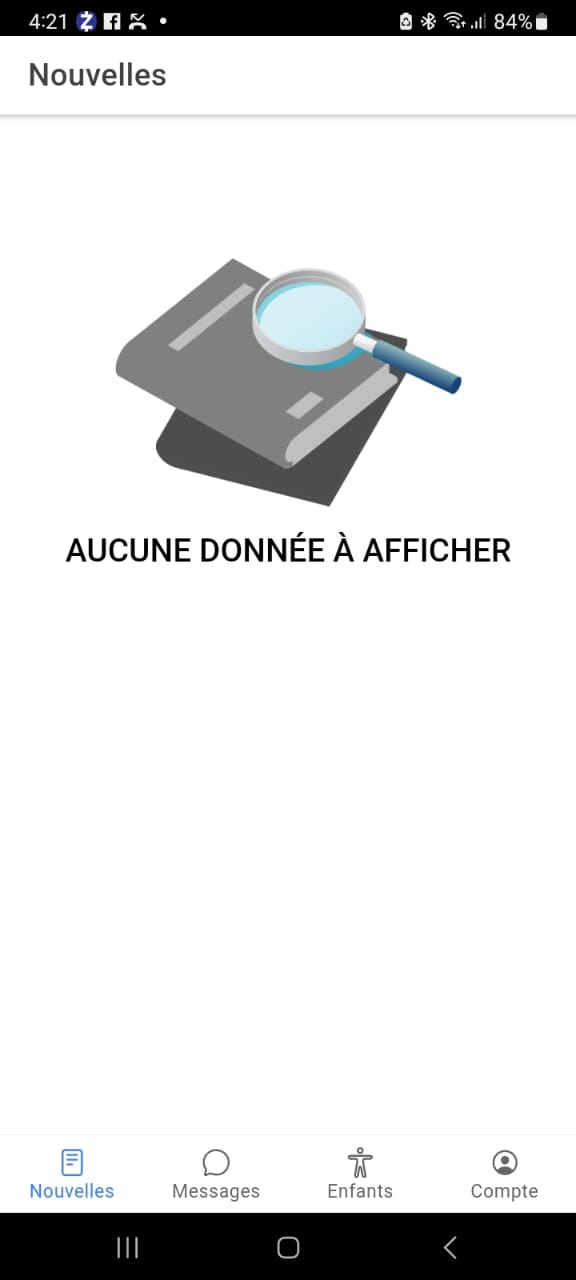 4:21
84%
Nouvelles
AUCUNE DONNÉE À AFFICHER
Nouvelles
Messages
Enfants
Compte